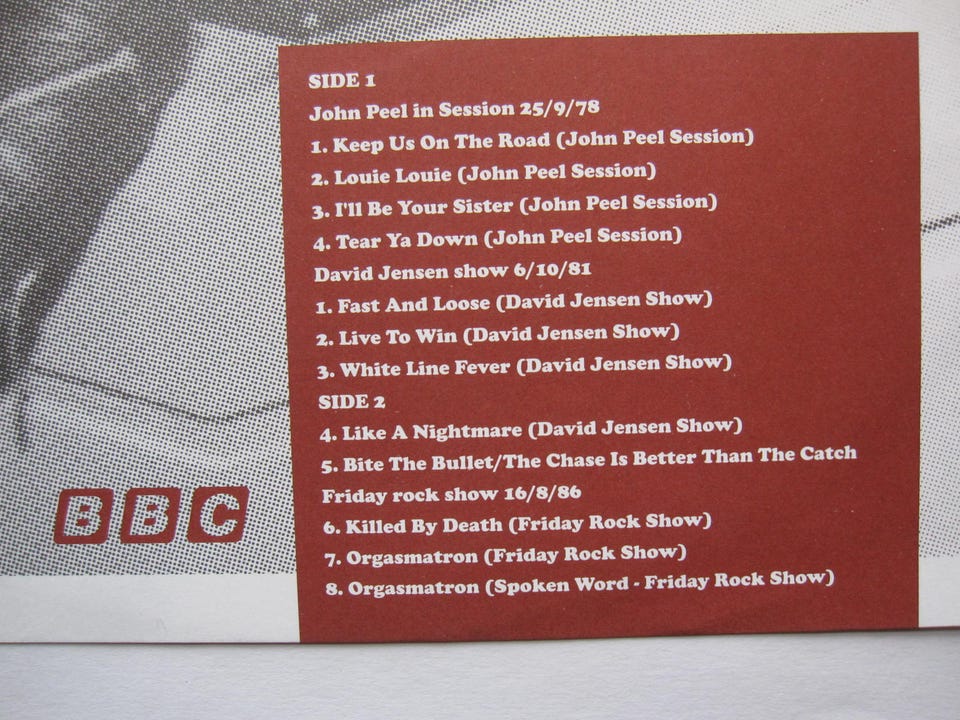 SIDE 1
John Peel in Session 25/9/78
1. Keep Us On The Road (John Peel Session)
2. Louie Louie (John Peel Session)
3. I'll Be Your Sister (John Peel Session)
4. Tear Ya Down (John Peel Session)
David Jensen show 6/10/81
1. Fast And Loose (David Jensen Show)
2. Live To Win (David Jensen Show)
3. White Line Fever (David Jensen Show)
SIDE 2
4. Like A Nightmare (David Jensen Show)
5. Bite The Bullet/The Chase Is Better Than The Catch
Friday rock show 16/8/86
6. Killed By Death (Friday Rock Show)
7. Orgasmatron (Friday Rock Show)
8. Orgasmatron (Spoken Word - Friday Rock Show)
BBC